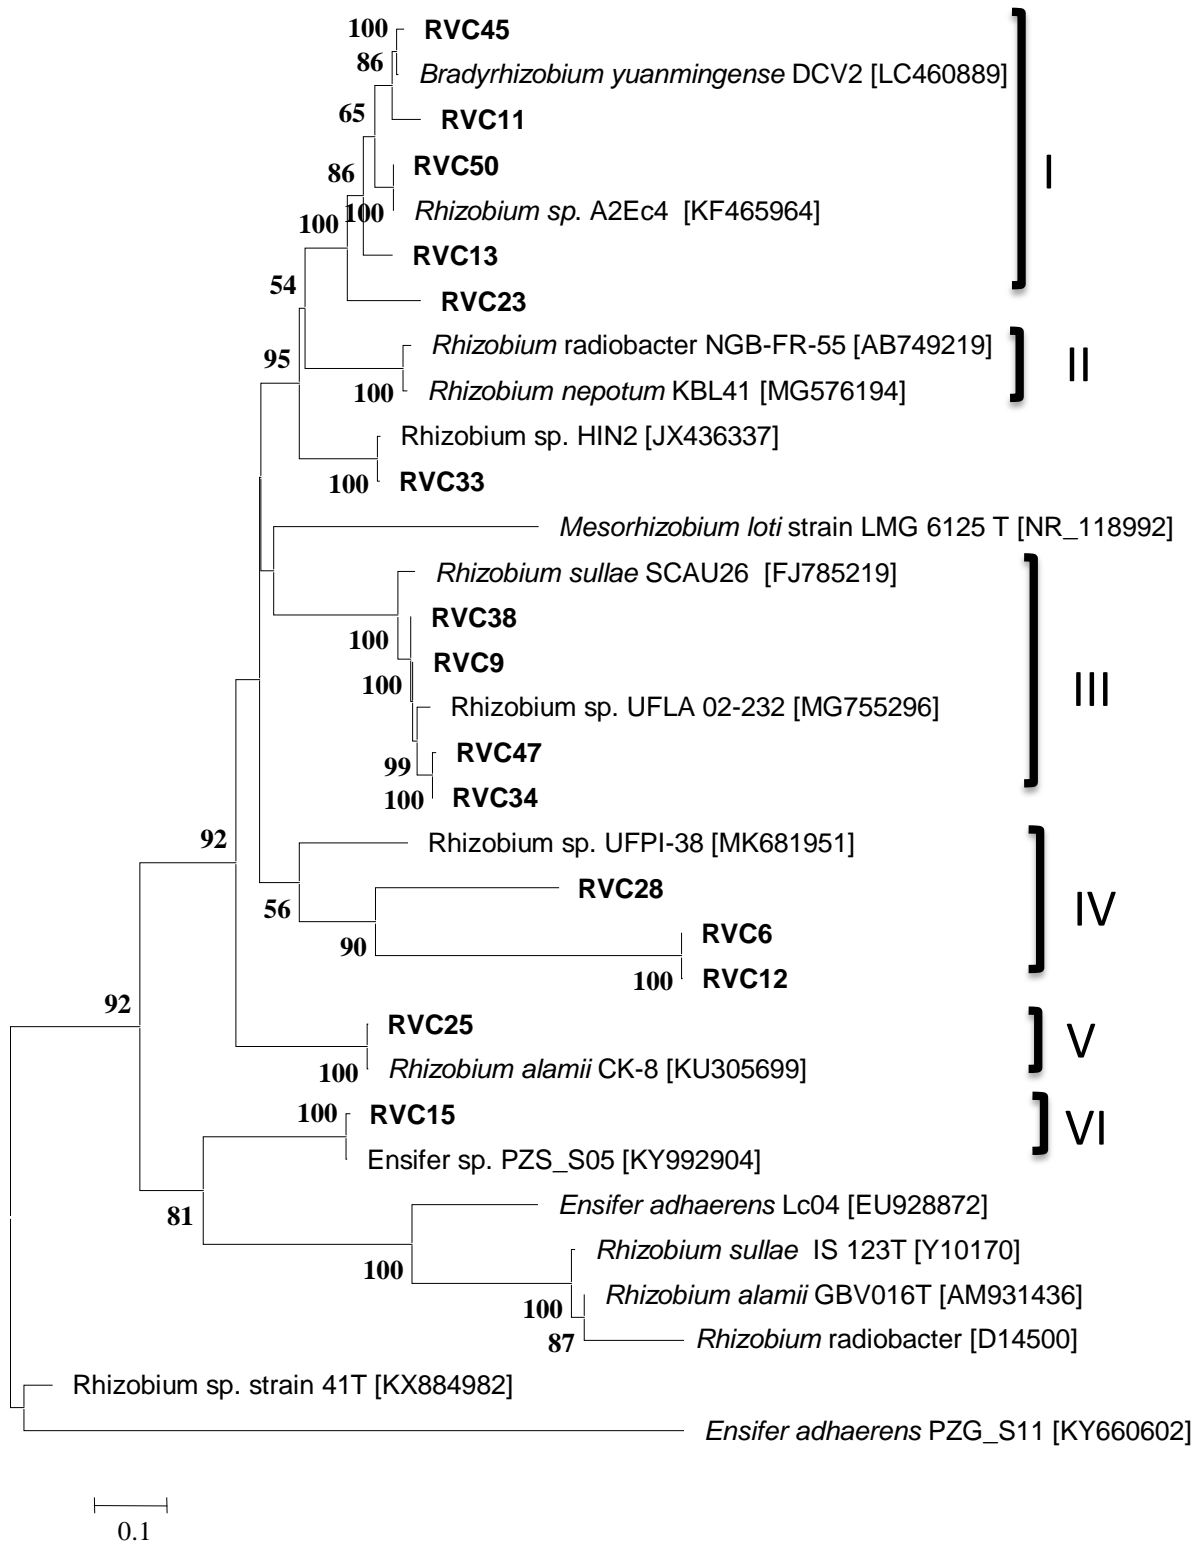 100 RVC45
86 Bradyrhizobium yuanmingense DCV2 [LC460889]
65 RVC11
86 RVC50
I
100 100 Rhizobium sp. A2Ec4 [KF465964]
RVC13
54 RVC23
Rhizobium radiobacter NGB-FR-55 [AB749219]
95 II
100 Rhizobium nepotum KBL41 [MG576194]
Rhizobium sp. HIN2 [JX436337]
100 RVC33
Mesorhizobium loti strain LMG 6125 T [NR_118992]
Rhizobium sullae SCAU26 [FJ785219]
RVC38
100
RVC9
100 III
Rhizobium sp. UFLA 02-232 [MG755296]
RVC47
99
100 RVC34
92 Rhizobium sp. UFPI-38 [MK681951]
RVC28
56 IV
RVC6
90
100 RVC12
92
RVC25
V
100 Rhizobium alamii CK-8 [KU305699]
100 RVC15
VI
Ensifer sp. PZS_S05 [KY992904]
81 Ensifer adhaerens Lc04 [EU928872]
Rhizobium sullae IS 123T [Y10170]
100
Rhizobium alamii GBV016T [AM931436]
100
87 Rhizobium radiobacter [D14500]
Rhizobium sp. strain 41T [KX884982]
Ensifer adhaerens PZG_S11 [KY660602]
0.1